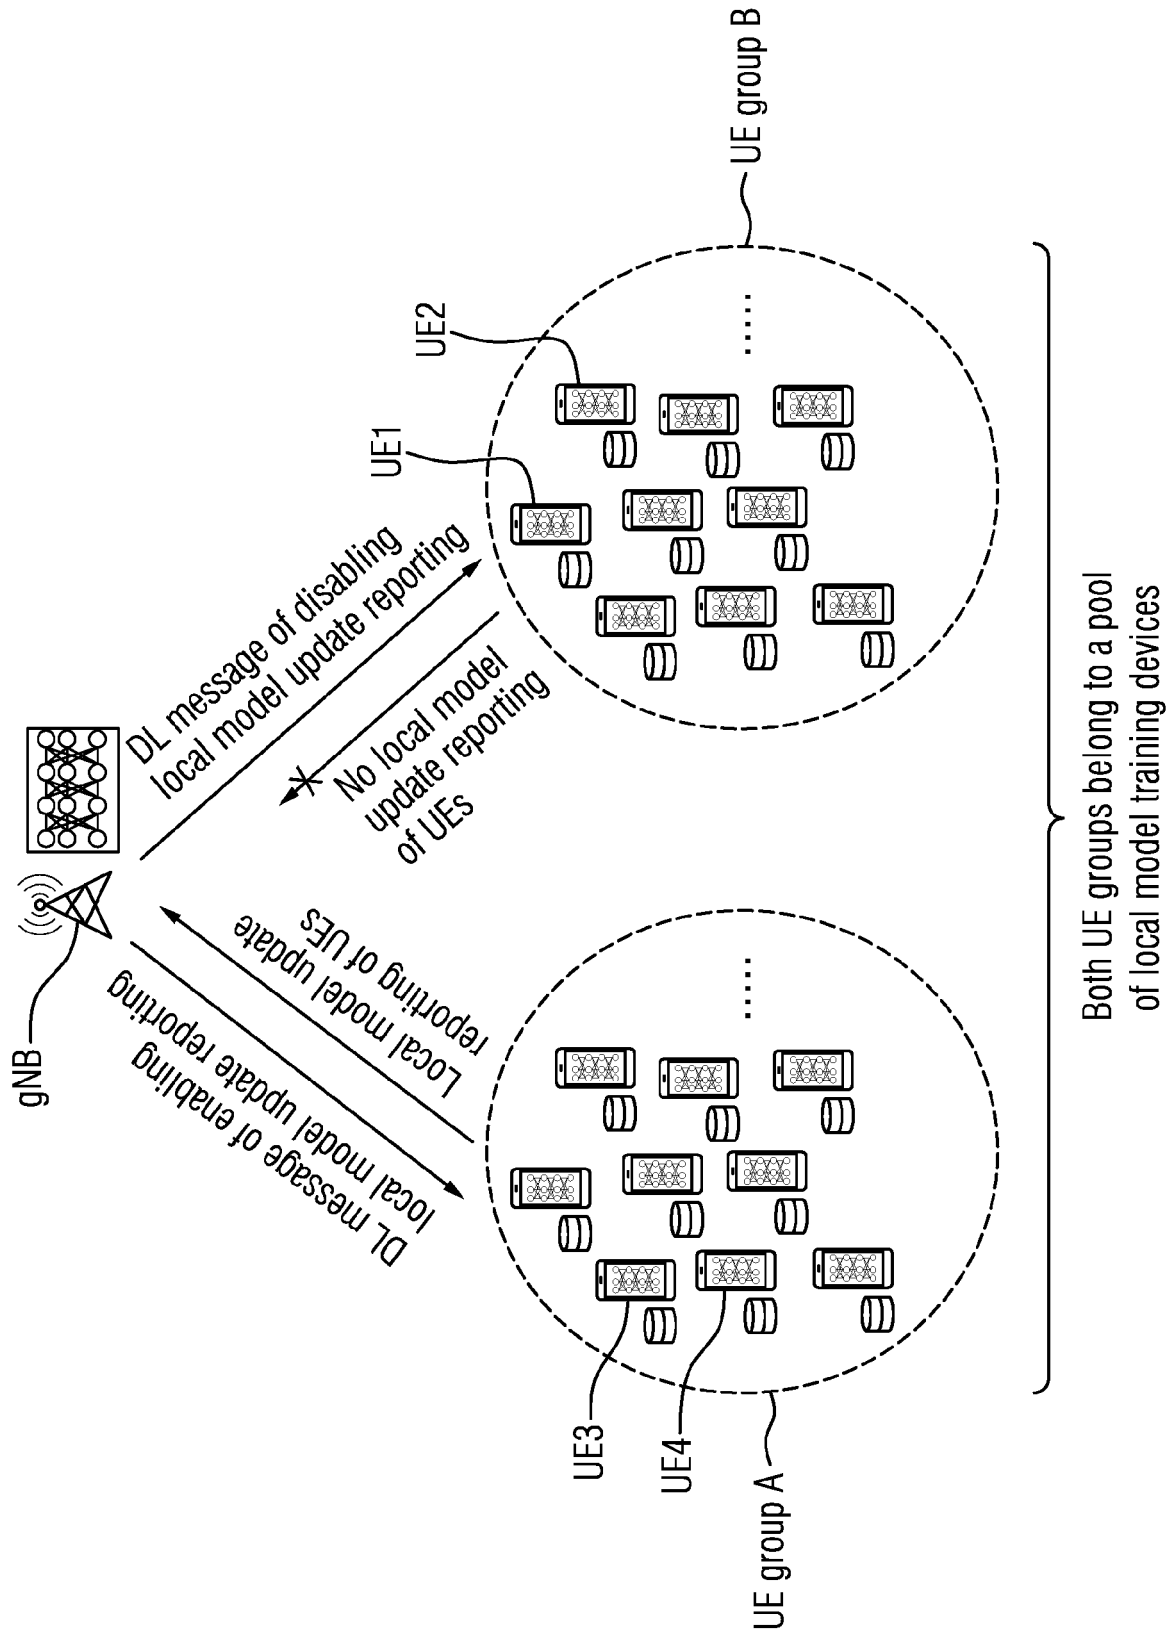 gNB
DL message of enabling
local model update reporting
Local model update
reporting of UEs
DL message of disabling
local model update reporting
No local model
update reporting
of UEs
UE1
UE2
UE3
UE4
UE group A
UE group B
.....
.....
Both UE groups belong to a pool
of local model training devices